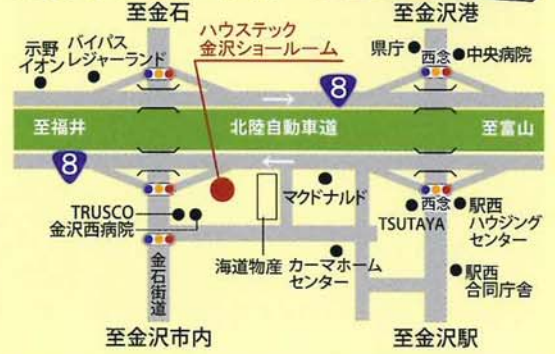 至金石
至金沢港
ハウステック
金沢ショールーム
示野
イオン
バイパス
レジャーランド
県庁
西念
中央病院
8
至福井
北陸自動車道
至富山
8
マクドナルド
TRUSCO
金沢西病院
海道物産
カーマホーム
センター
TSUTAYA
西念
駅西
ハウジング
センター
金石街道
駅西
合同庁舎
至金沢市内
至金沢駅